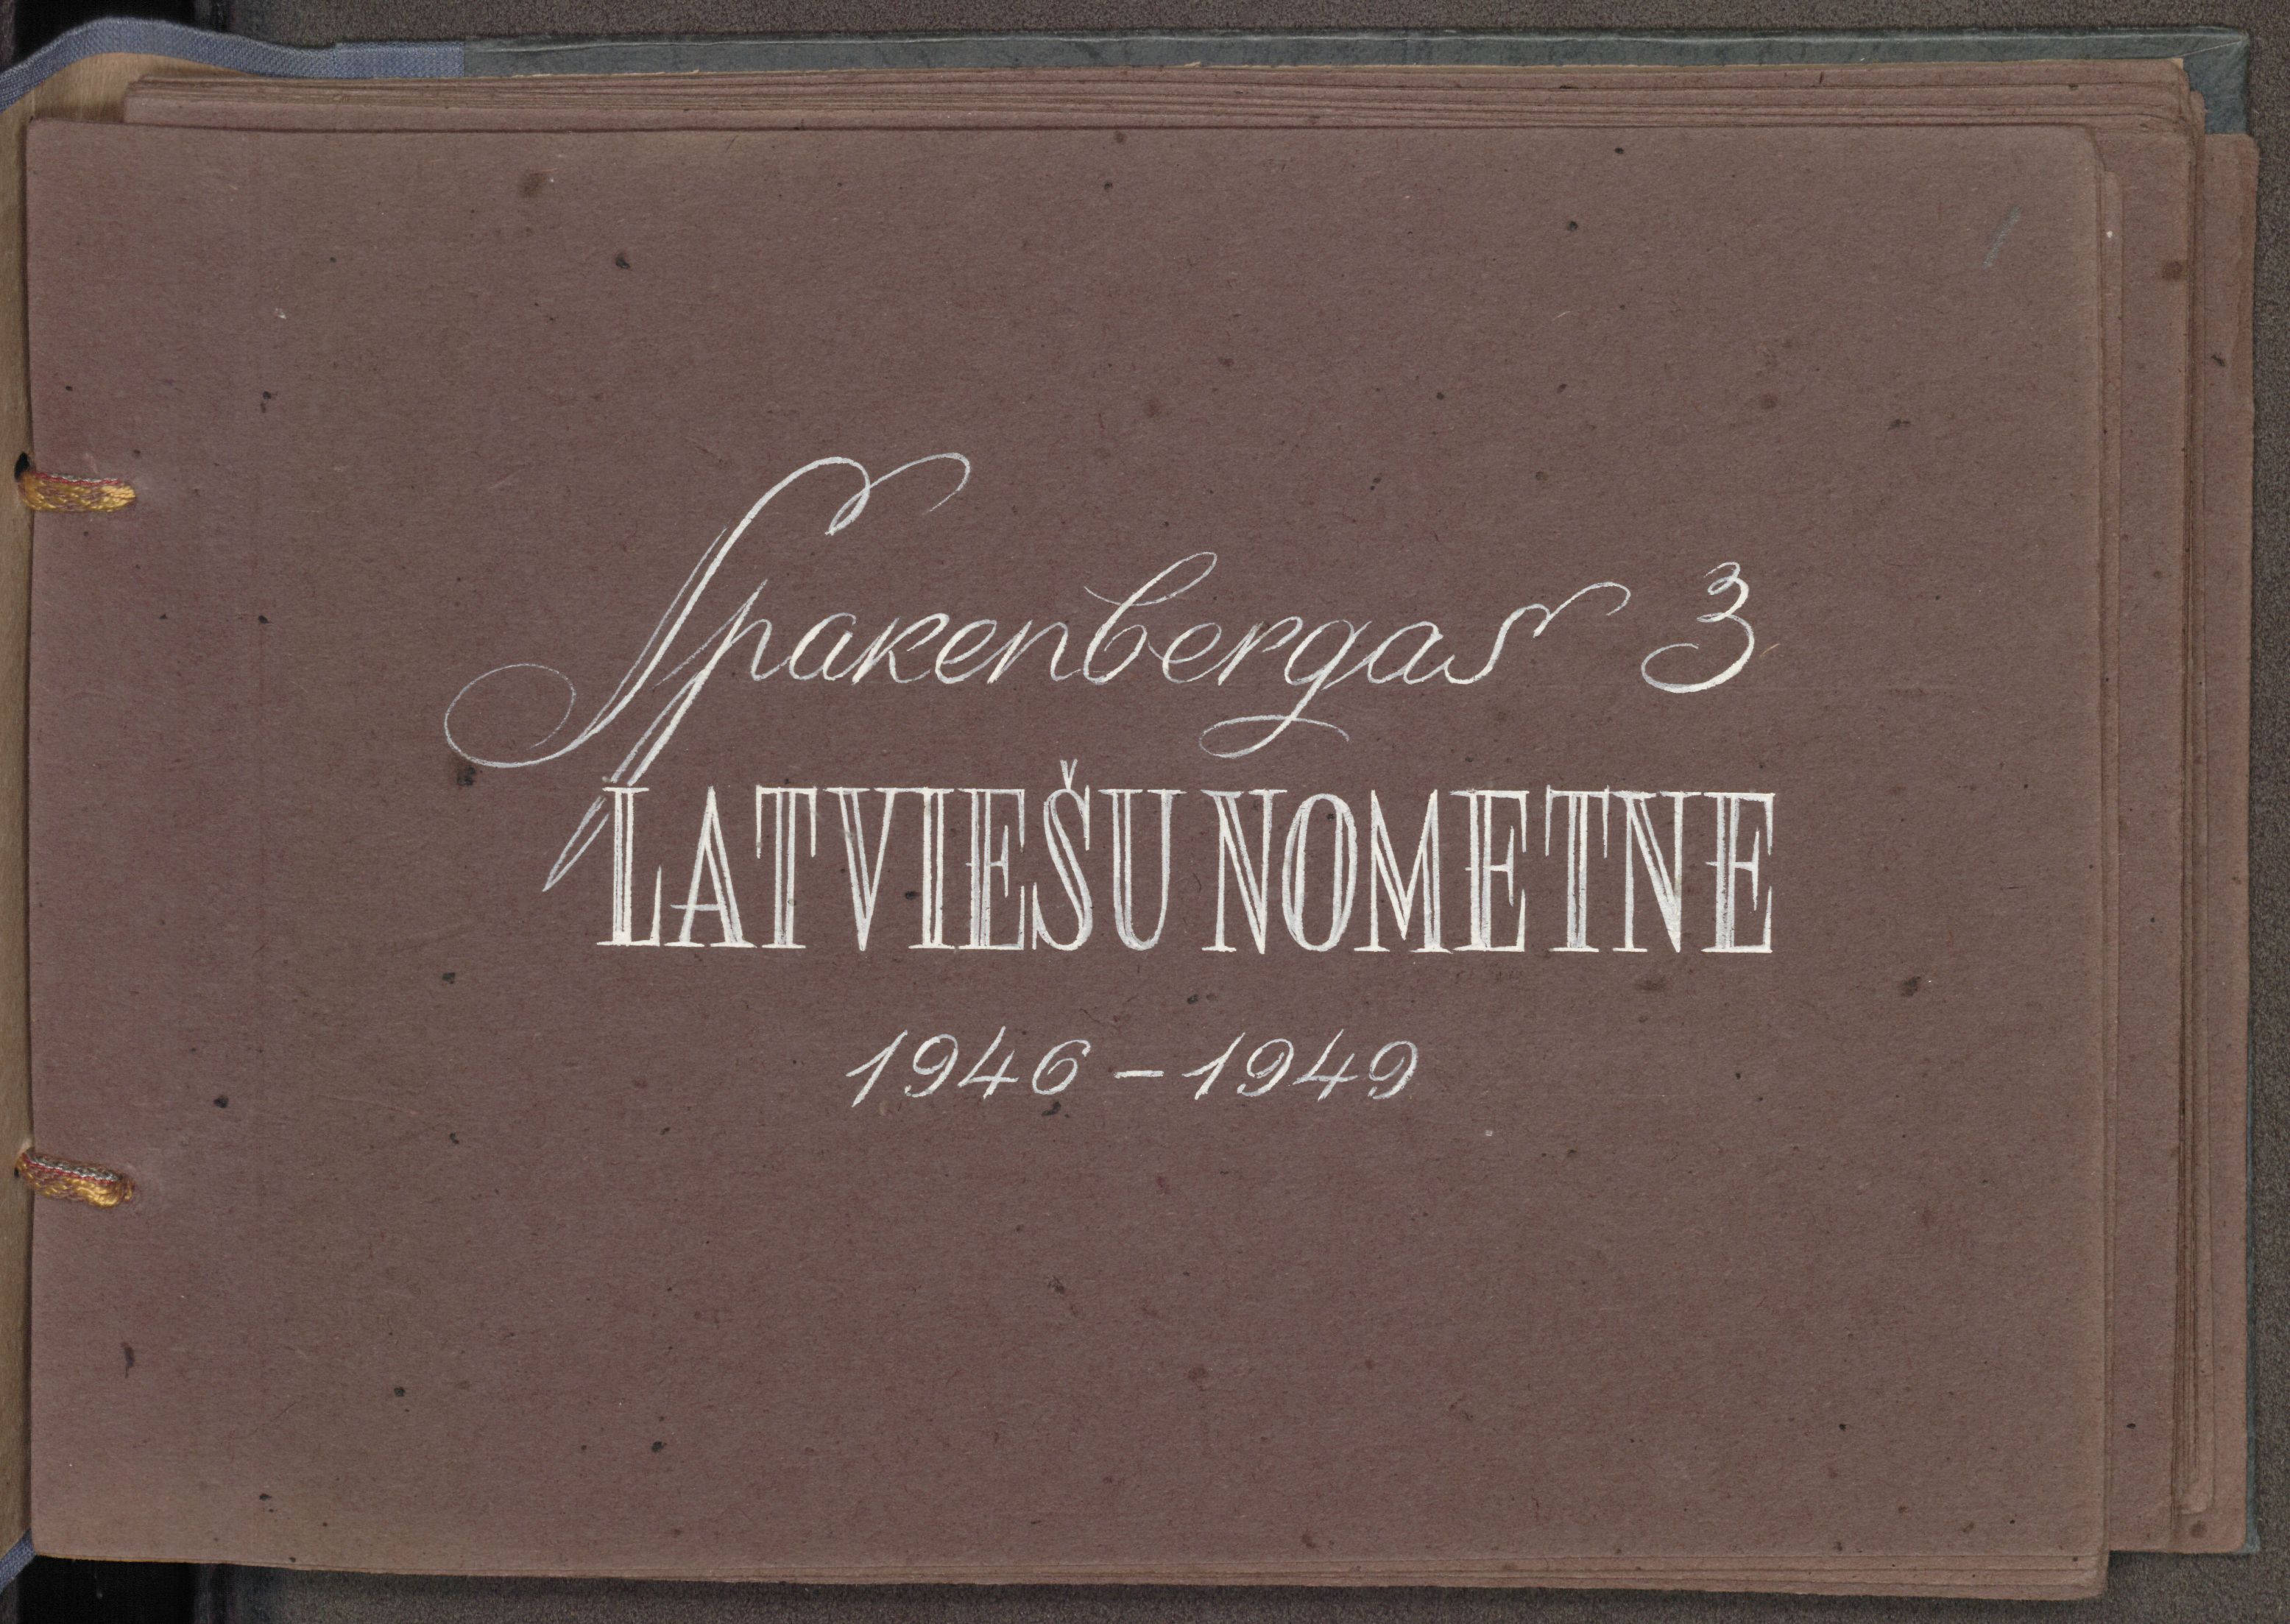 Spakenbergas 3
LATVIEŠU NOMETNE
1946 – 1949